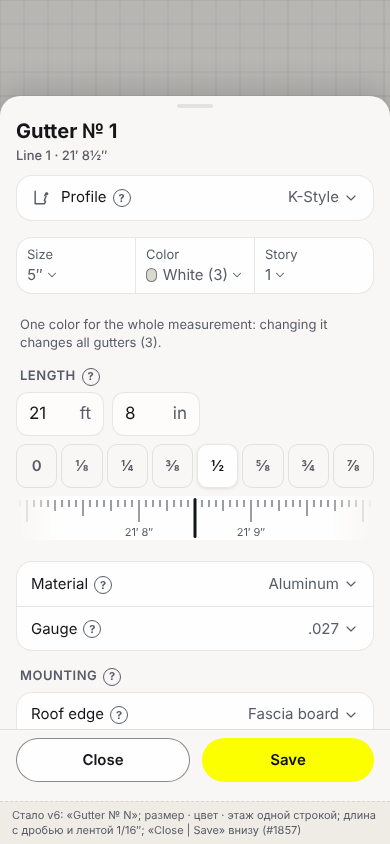 Gutter № 1
Line 1 · 21′ 8½″
Profile ? K-Style
Size Color Story
5″ White (3) 1
One color for the whole measurement: changing it
changes all gutters (3).
LENGTH ?
21 ft 8 in
0 ⅛ ¼ ⅜ ½ ⅝ ¾ ⅞
21′ 8″ 21′ 9″
Material ? Aluminum
Gauge ? .027
MOUNTING ?
Roof edge ? Fascia board
Close Save
Стало v6: «Gutter № N»; размер · цвет · этаж одной строкой; длина
с дробью и лентой 1/16″; «Close | Save» внизу (#1857)